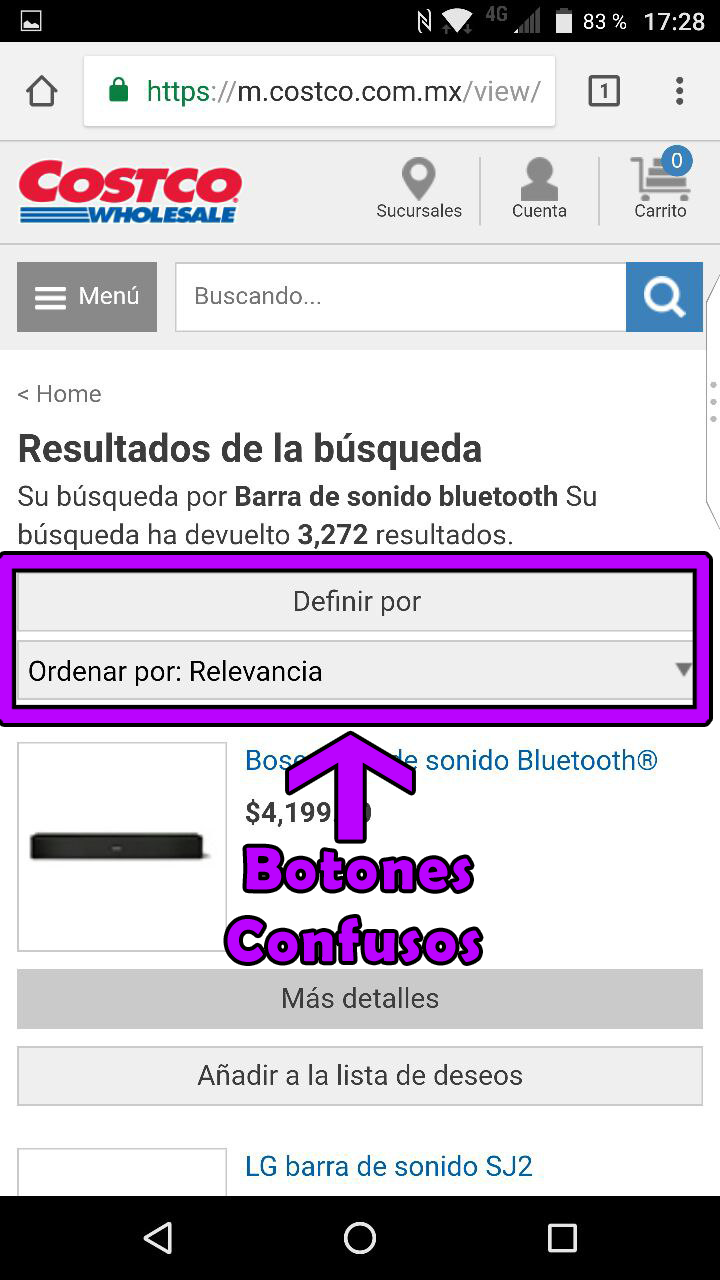 4G 83 % 17:28
https://m.costco.com.mx/view/
1
COSTCO
WHOLESALE
0
Sucursales Cuenta Carrito
Menú Buscando...
< Home
Resultados de la búsqueda
Su búsqueda por Barra de sonido bluetooth Su
búsqueda ha devuelto 3,272 resultados.
Definir por
Ordenar por: Relevancia
Bose de sonido Bluetooth®
$4,199
Botones
Confusos
Más detalles
Añadir a la lista de deseos
LG barra de sonido SJ2